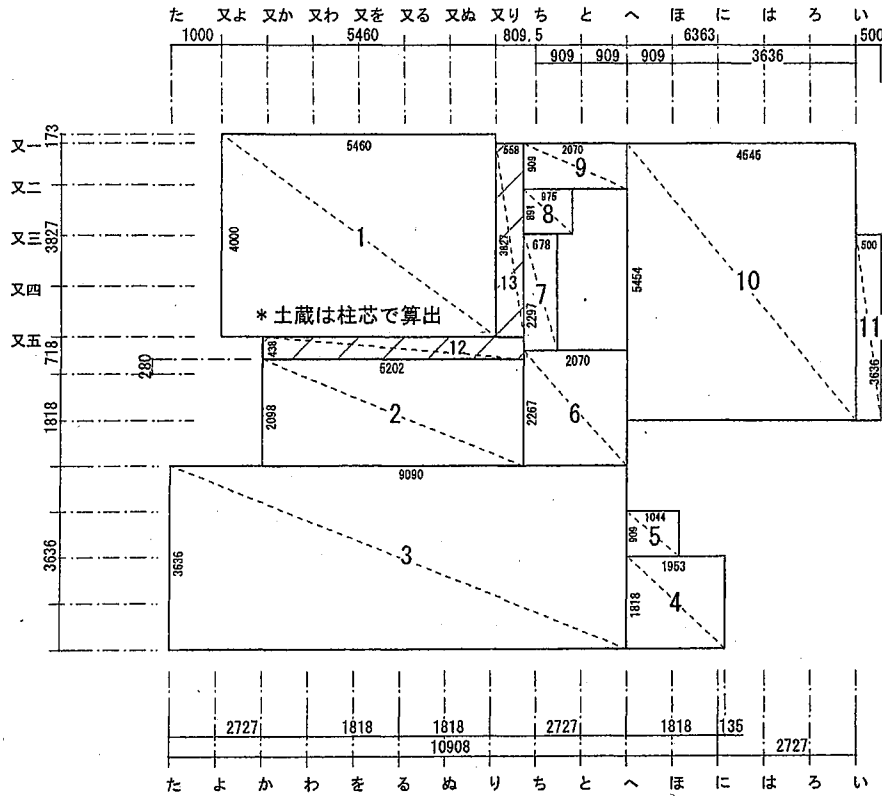 た 又よ 又か 又わ 又を 又る 又ぬ 又り ち と へ ほ に は ろ い
1000 5460 809.5 6363 500
909 909 909 3636
173
又一 5460 558 2070 4545
909 9
又二
975
891 8
3827 又三 678 500
4000 1 3827 5454 10
又四 13 7 2297 11
*土蔵は柱芯で算出
又五
718 438 12 3636
280 6202 2070
2098 2 2267 6
1818
9090
1044
909 5
3636 3636 3 1953
1818 4
2727 1818 1818 2727 1818 135
10908 2727
た よ か わ を る ぬ り ち と へ ほ に は ろ い